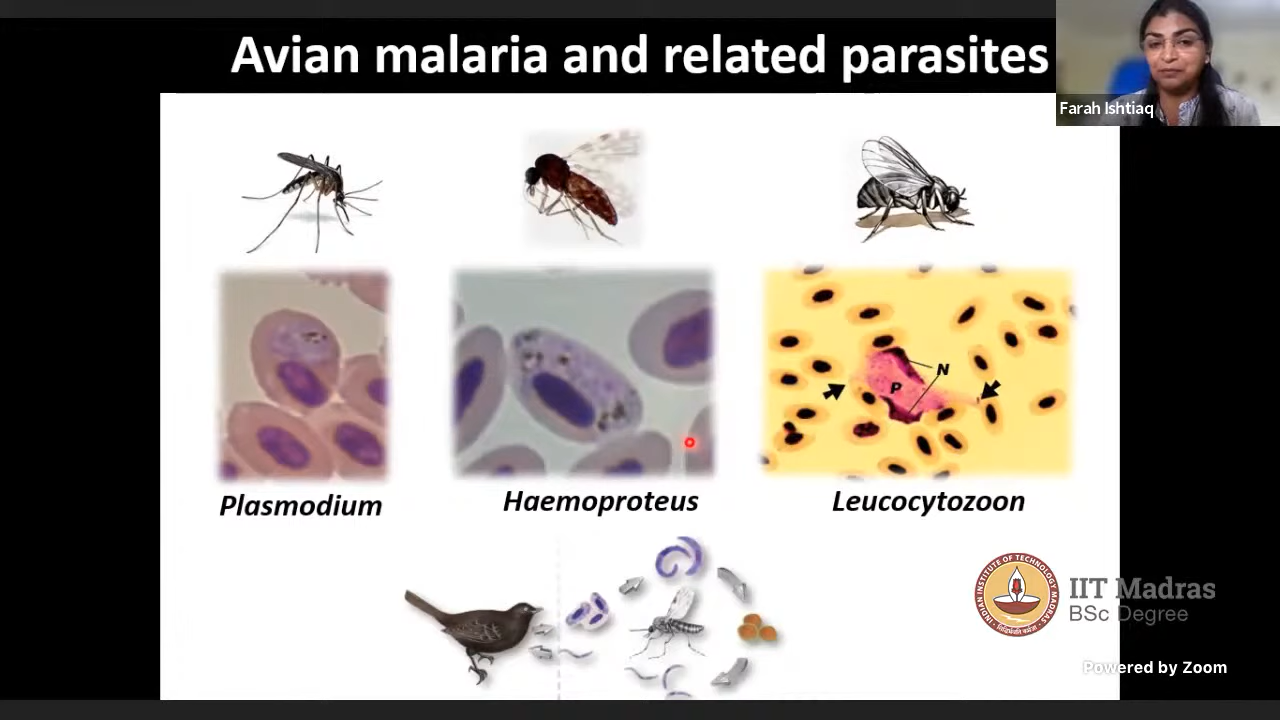 Avian malaria and related parasites
Farah Ishtiaq
N
P
Plasmodium
Haemoproteus
Leucocytozoon
INDIAN INSTITUTE OF TECHNOLOGY MADRAS
IIT Madras
BSc Degree
Powered by Zoom